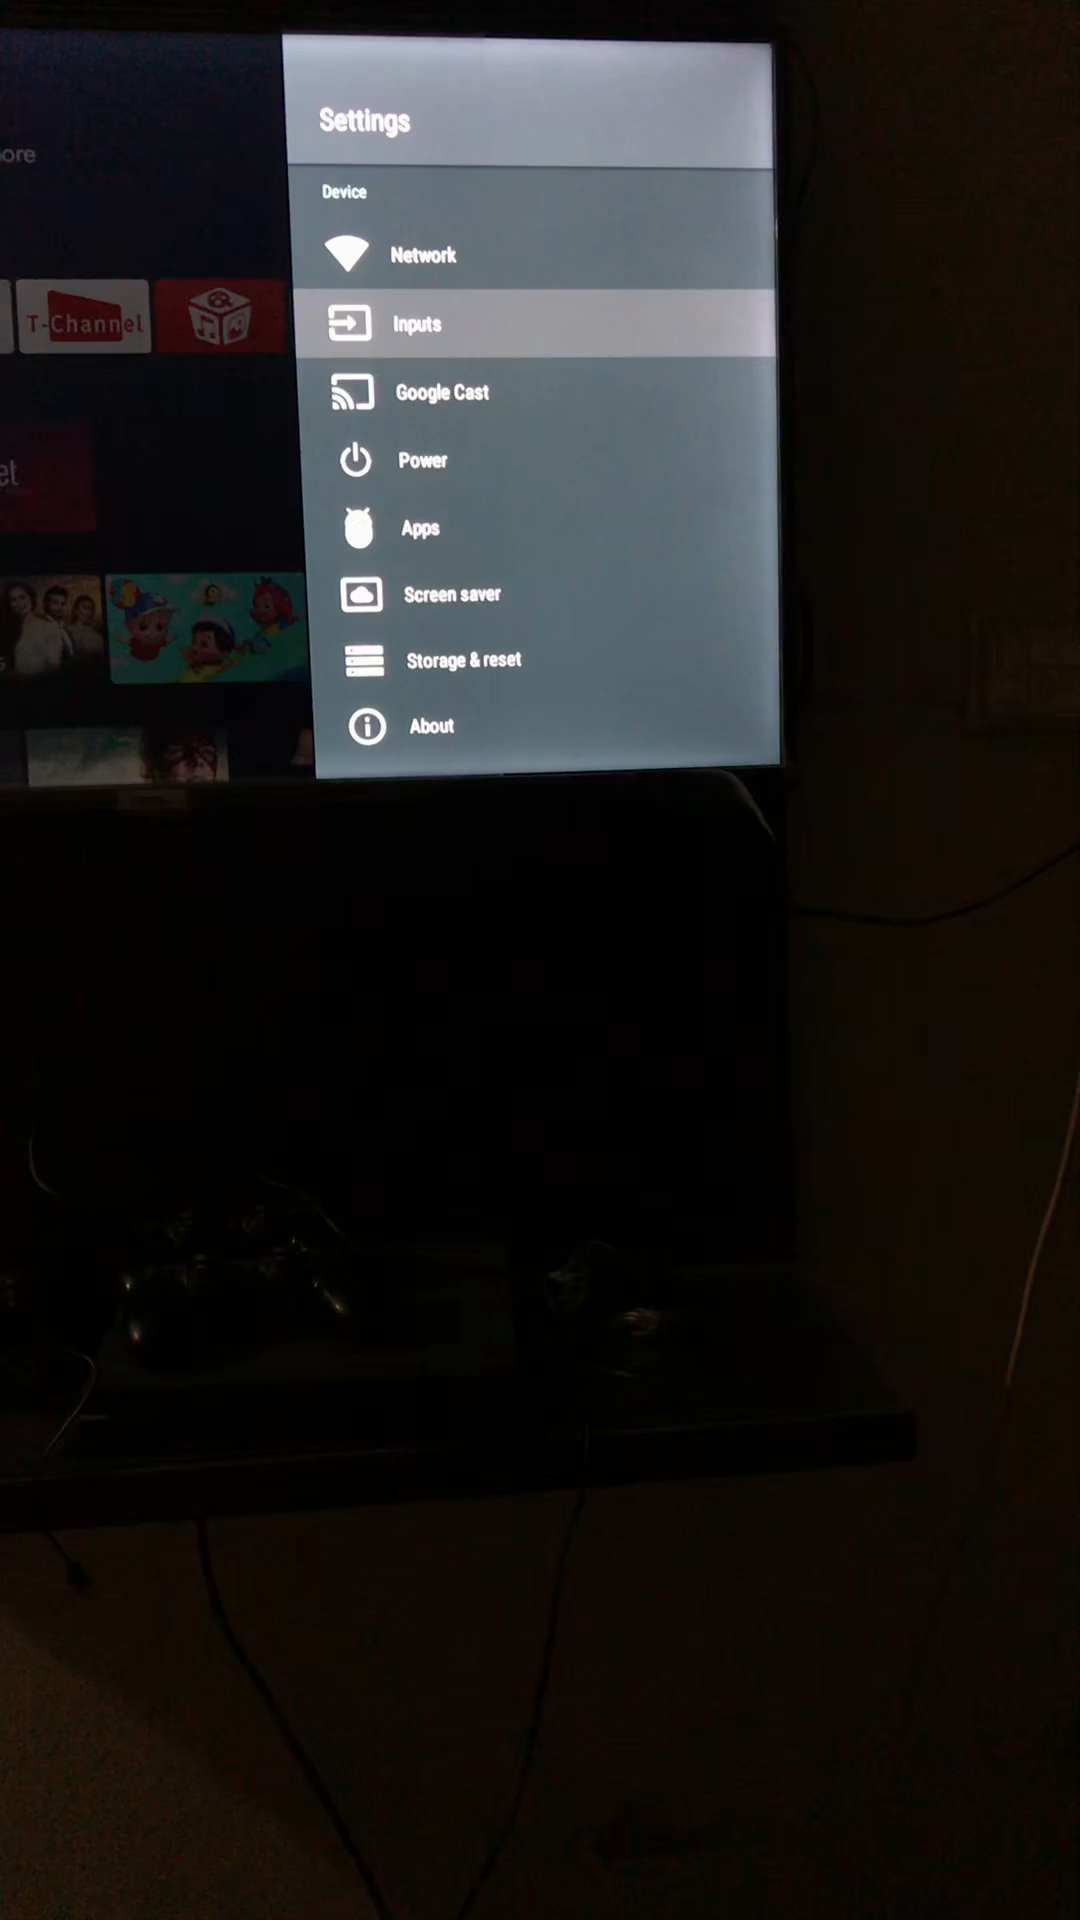 Settings
ore
Device
Network
T-Channel
Inputs
Google Cast
Power
et
Apps
Screen saver
Storage & reset
About